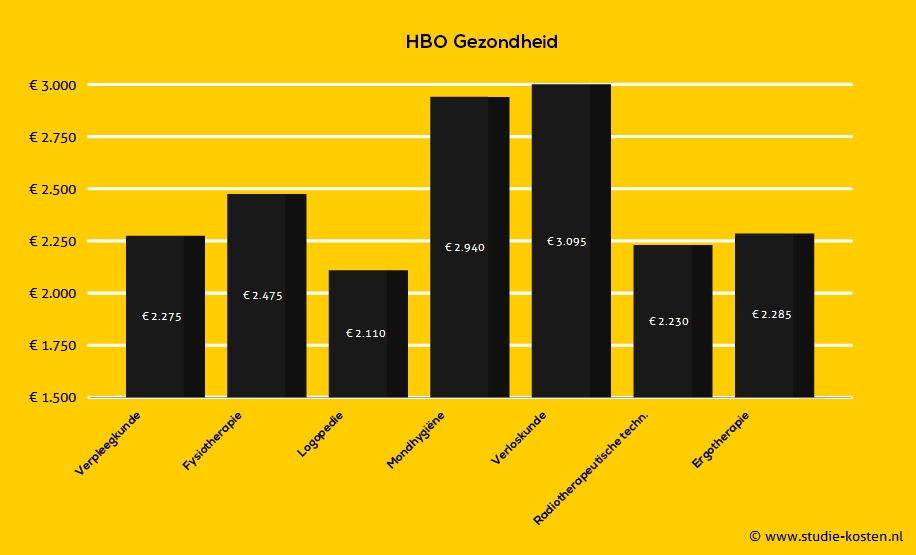 HBO Gezondheid
€ 3.000
€ 2.750
€ 2.500
€ 2.250
€ 2.000
€ 1.750
€ 1.500
€ 2.275
€ 2.475
€ 2.110
€ 2.940
€ 3.095
€ 2.230
€ 2.285
Verpleegkunde
Fysiotherapie
Logopedie
Mondhygiëne
Verloskunde
Radiotherapeutische techn.
Ergotherapie
© www.studie-kosten.nl